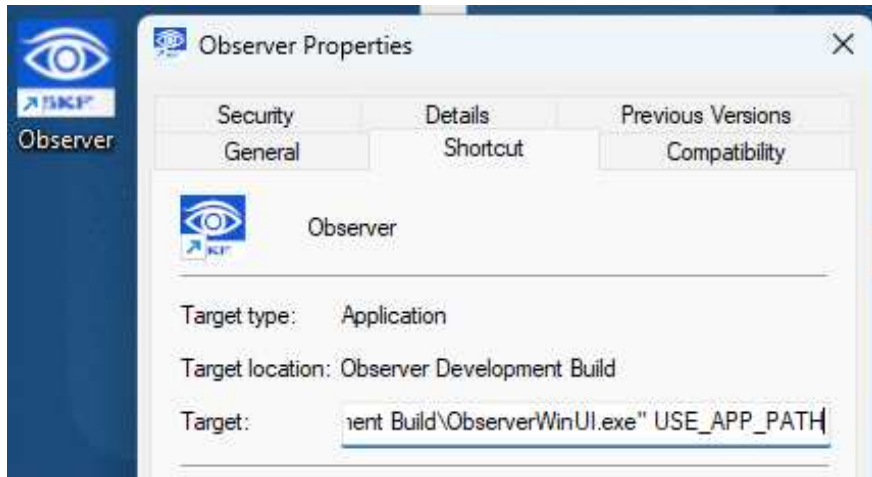 Observer Properties
SKF
Observer
Security Details Previous Versions
General Shortcut Compatibility
Observer
Target type: Application
Target location: Observer Development Build
Target: nent Build\ObserverWinUI.exe" USE_APP_PATH